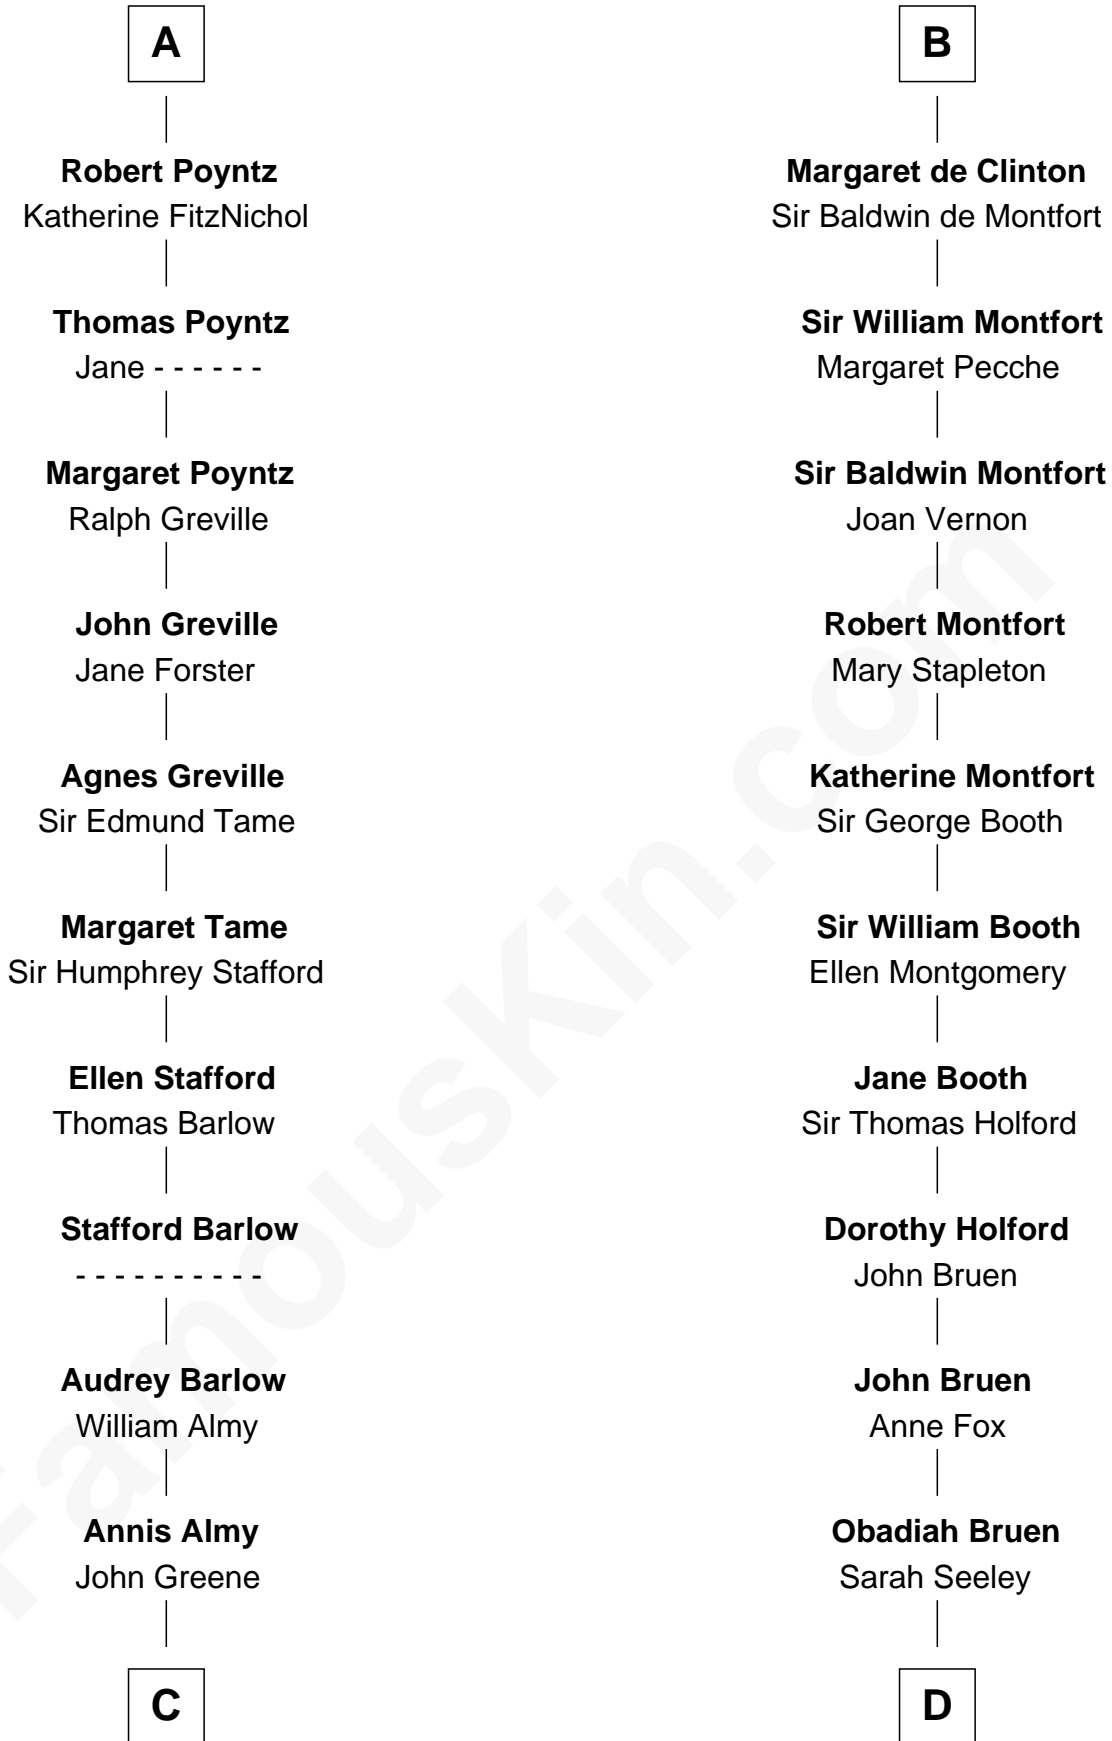 A
Robert Poyntz
Katherine FitzNichol
Thomas Poyntz
Jane - - - - - -
Margaret Poyntz
Ralph Greville
John Greville
Jane Forster
Agnes Greville
Sir Edmund Tame
Margaret Tame
Sir Humphrey Stafford
Ellen Stafford
Thomas Barlow
Stafford Barlow
- - - - - - - - - -
Audrey Barlow
William Almy
Annis Almy
John Greene
C
B
Margaret de Clinton
Sir Baldwin de Montfort
Sir William Montfort
Margaret Pecche
Sir Baldwin Montfort
Joan Vernon
Robert Montfort
Mary Stapleton
Katherine Montfort
Sir George Booth
Sir William Booth
Ellen Montgomery
Jane Booth
Sir Thomas Holford
Dorothy Holford
John Bruen
John Bruen
Anne Fox
Obadiah Bruen
Sarah Seeley
D
FamousKin.com